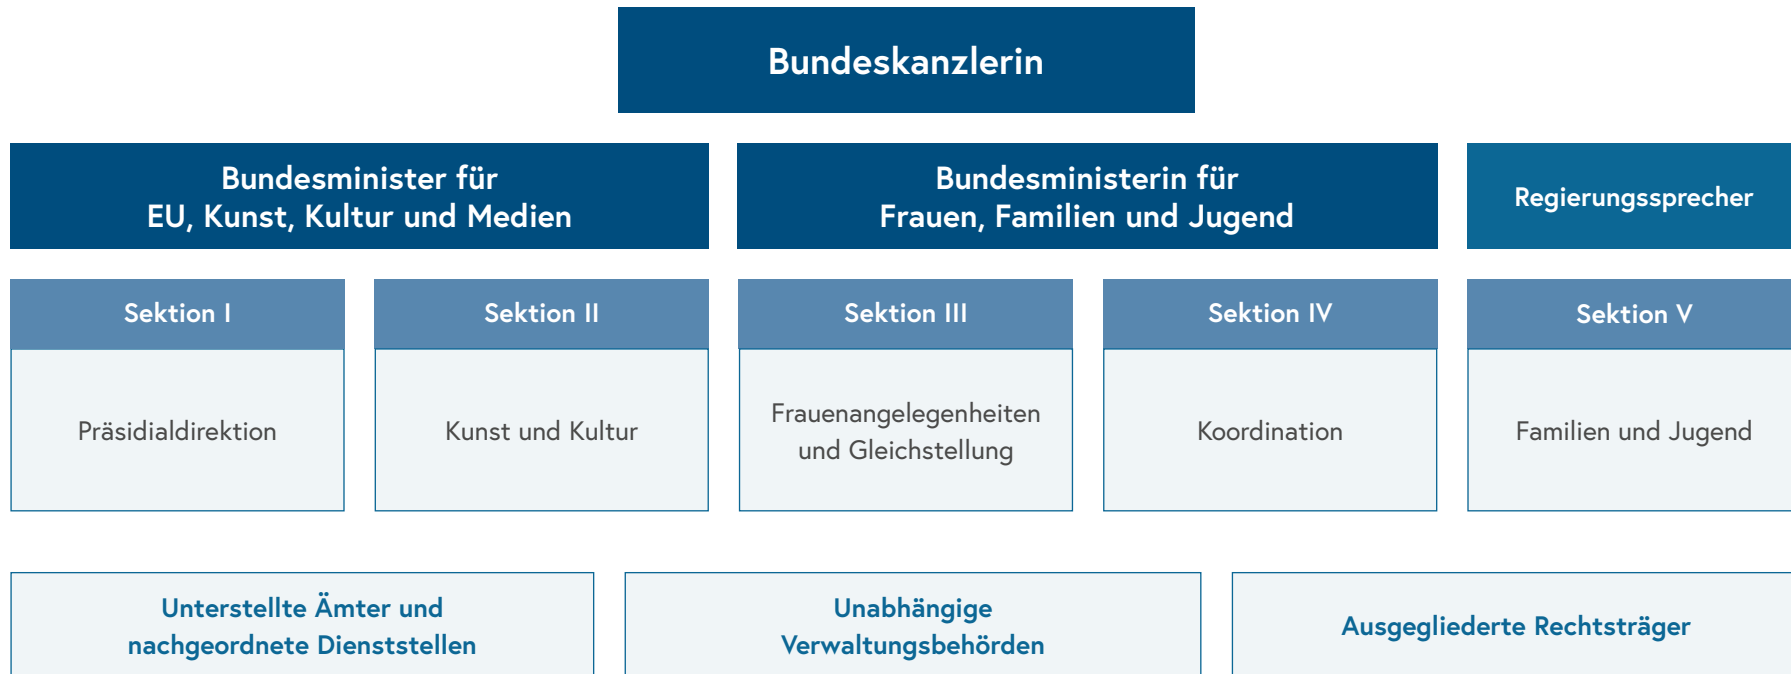 Bundeskanzlerin
Bundesminister für
EU, Kunst, Kultur und Medien
Bundesministerin für
Frauen, Familien und Jugend
Regierungssprecher
Sektion I
Sektion II
Sektion III
Sektion IV
Sektion V
Präsidialdirektion
Kunst und Kultur
Frauenangelegenheiten
und Gleichstellung
Koordination
Familien und Jugend
Unterstellte Ämter und
nachgeordnete Dienststellen
Unabhängige
Verwaltungsbehörden
Ausgegliederte Rechtsträger